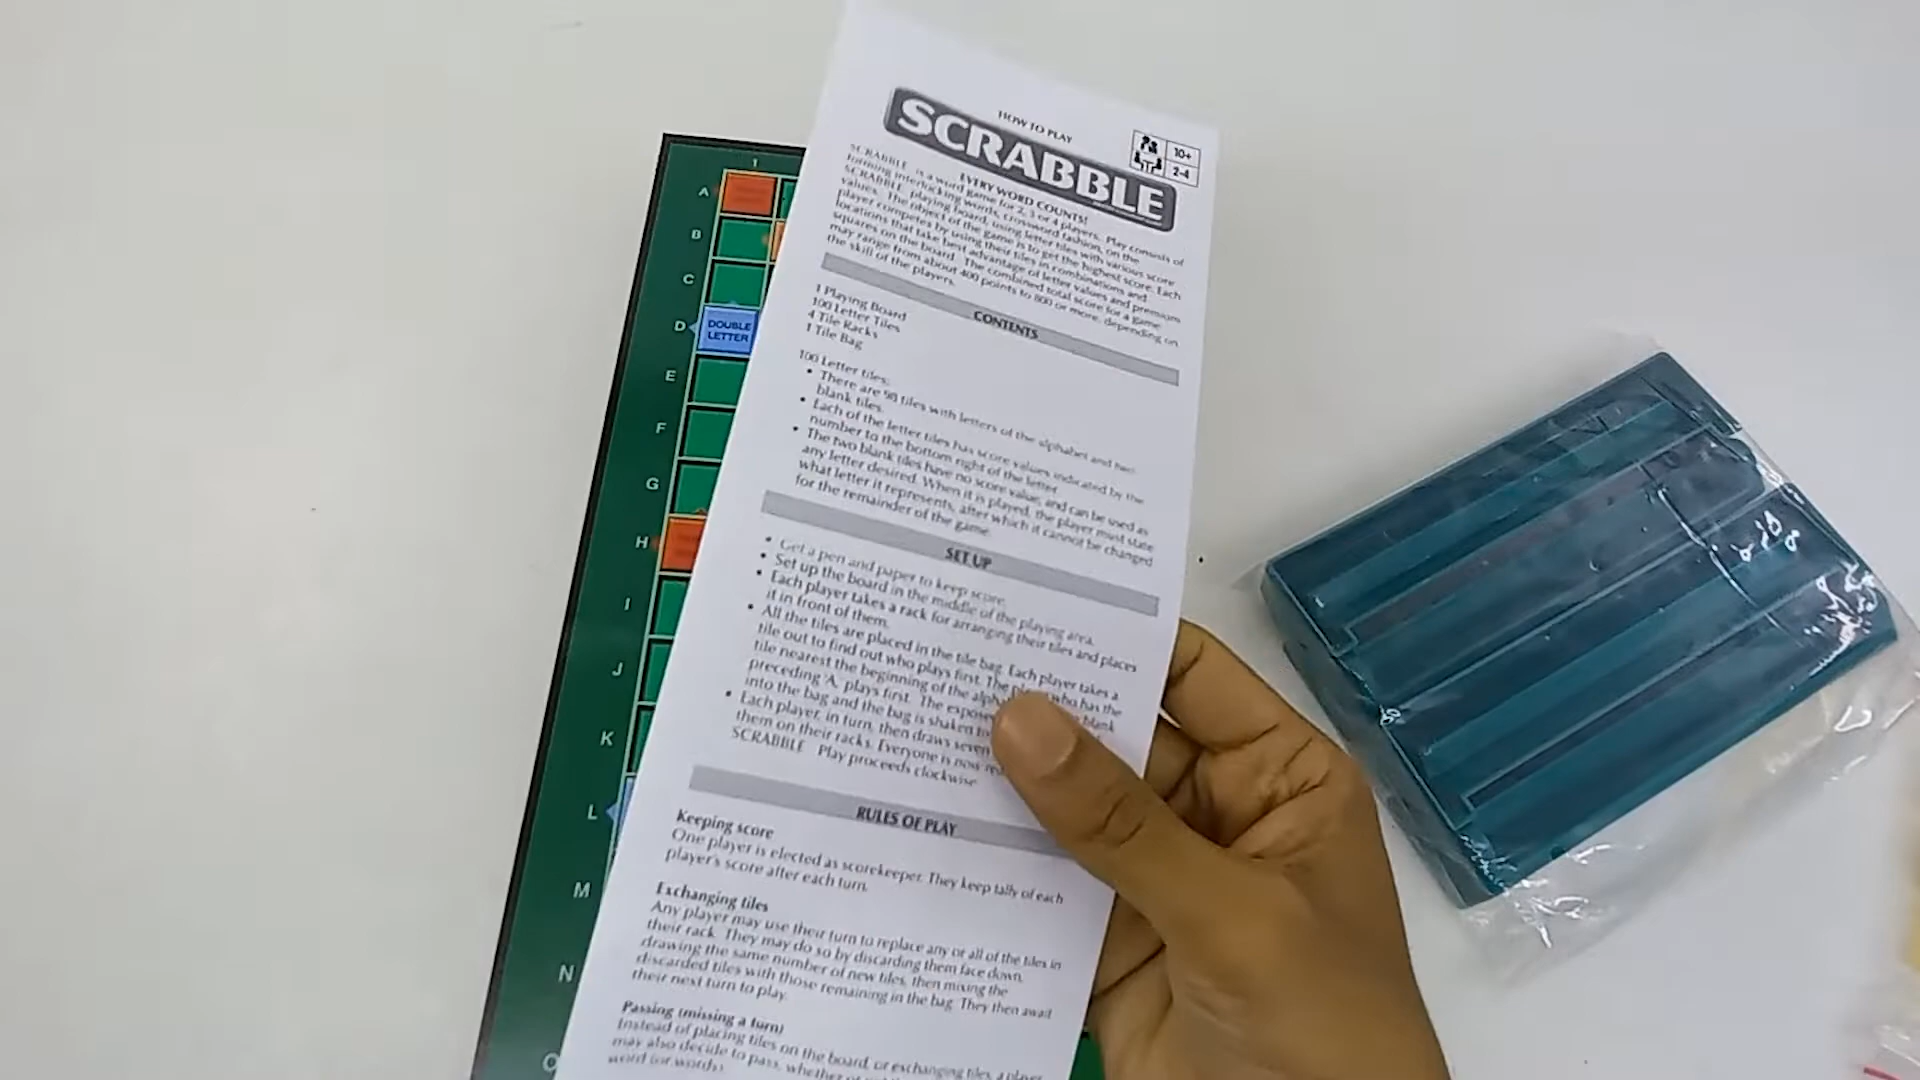 HOW TO PLAY
SCRABBLE
10+
2-4
EVERY WORD COUNTS!
SCRABBLE is a word game for 2, 3 or 4 players. Play consists of
forming interlocking words, crossword fashion, on the
SCRABBLE playing board, using letter tiles with various score
values. The object of the game is to get the highest score. Each
player competes by using their tiles in combinations and
locations that take best advantage of letter values and premium
squares on the board. The combined total score for a game
may range from about 400 points to 800 or more, depending on
the skill of the players.
CONTENTS
1 Playing Board
100 Letter Tiles
4 Tile Racks
1 Tile Bag
100 Letter tiles:
• There are 98 tiles with letters of the alphabet and two
blank tiles.
• Each of the letter tiles has score values indicated by the
number to the bottom right of the letter.
• The two blank tiles have no score value, and can be used as
any letter desired. When it is played, the player must state
what letter it represents, after which it cannot be changed
for the remainder of the game.
SET UP
• Get a pen and paper to keep score.
• Set up the board in the middle of the playing area.
• Each player takes a rack for arranging their tiles and places
it in front of them.
• All the tiles are placed in the tile bag. Each player takes a
tile out to find out who plays first. The who has the
tile nearest the beginning of the blank
preceding 'A', plays first. The
into the bag and the bag is shaken
• Each player, in turn, then draws seven
them on their racks. Everyone is now
SCRABBLE Play proceeds clockwise
RULES OF PLAY
Keeping score
One player is elected as scorekeeper. They keep tally of each
player's score after each turn.
Exchanging tiles
Any player may use their turn to replace any or all of the tiles in
their rack. They may do so by discarding them face down,
drawing the same number of new tiles, then mixing the
discarded tiles with those remaining in the bag. They then await
their next turn to play.
Passing (missing a turn)
Instead of placing tiles on the board, or exchanging tiles, a player
may also decide to pass, whether or not
word (or words)
1
A
B
C
D
DOUBLE
LETTER
E
F
G
H
I
J
K
L
M
N
O